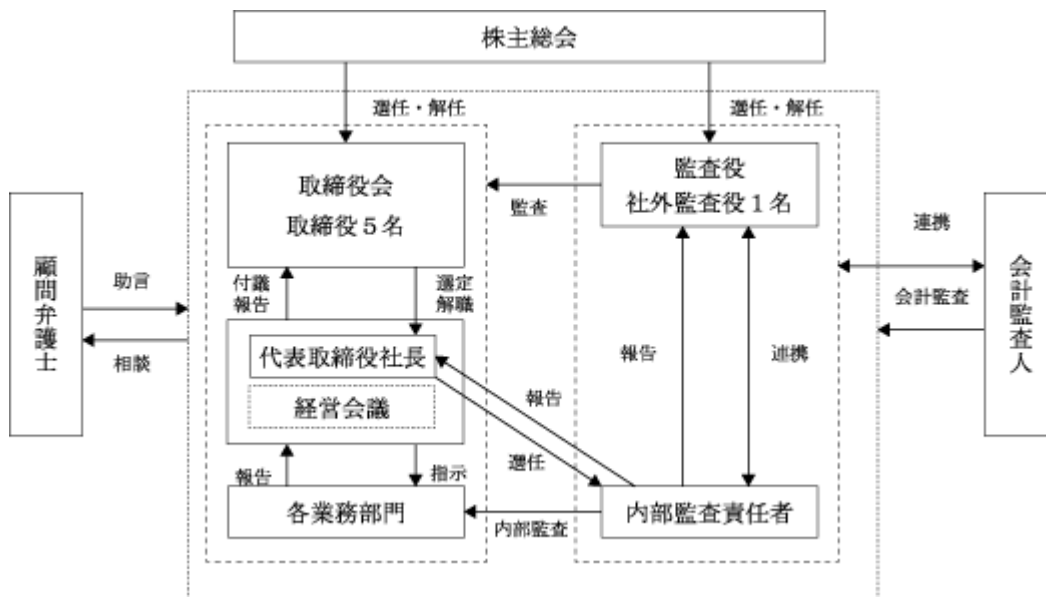 株主総会
選任・解任
選任・解任
取締役会
取締役5名
監査役
社外監査役1名
監査
連携
会計監査
会計監査人
顧問弁護士
助言
相談
付議
報告
選定
解職
代表取締役社長
経営会議
報告
選任
報告
連携
報告
指示
各業務部門
内部監査
内部監査責任者